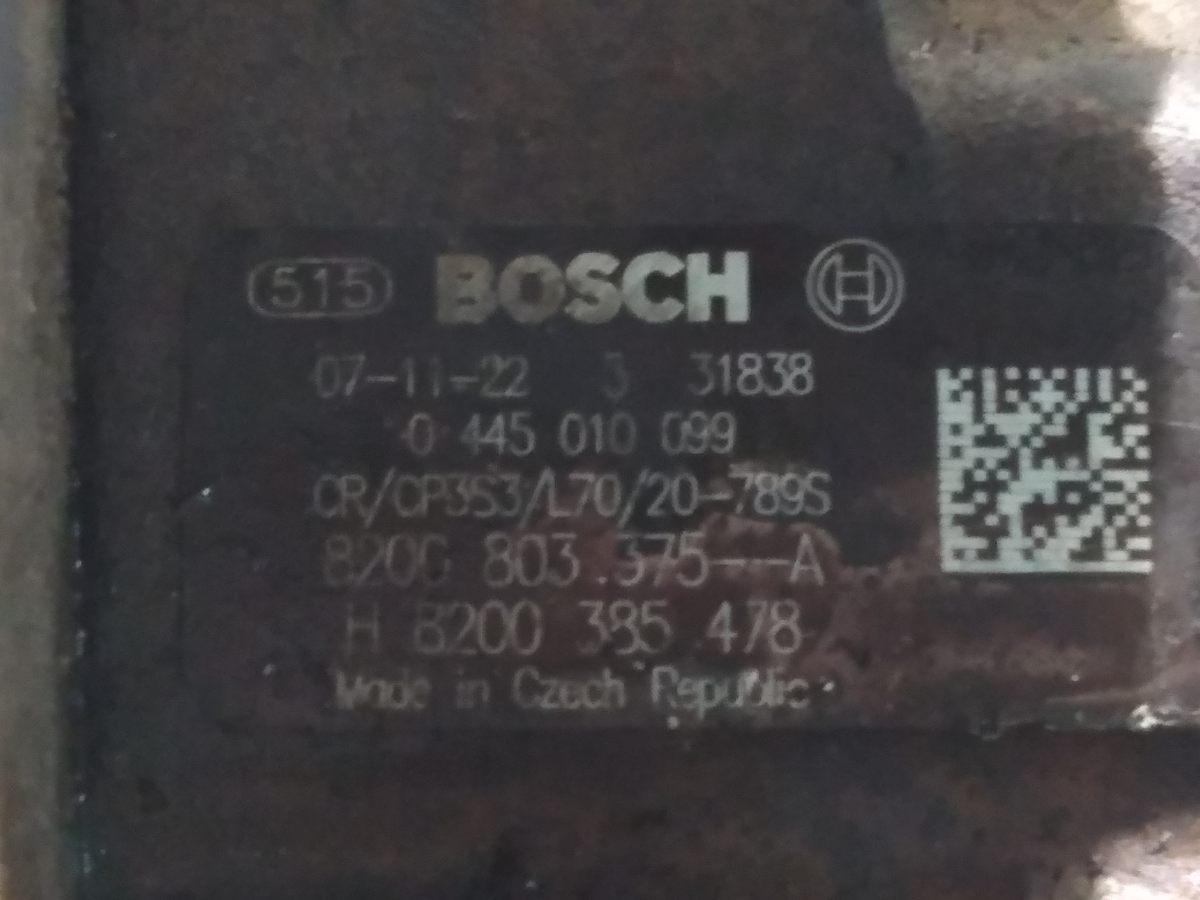 515 BOSCH
07-11-22 3 31838
0 445 010 099
CR/CP3S3/L70/20-789S
8200 803 375--A
H 8200 385 478
Made in Czech Republic